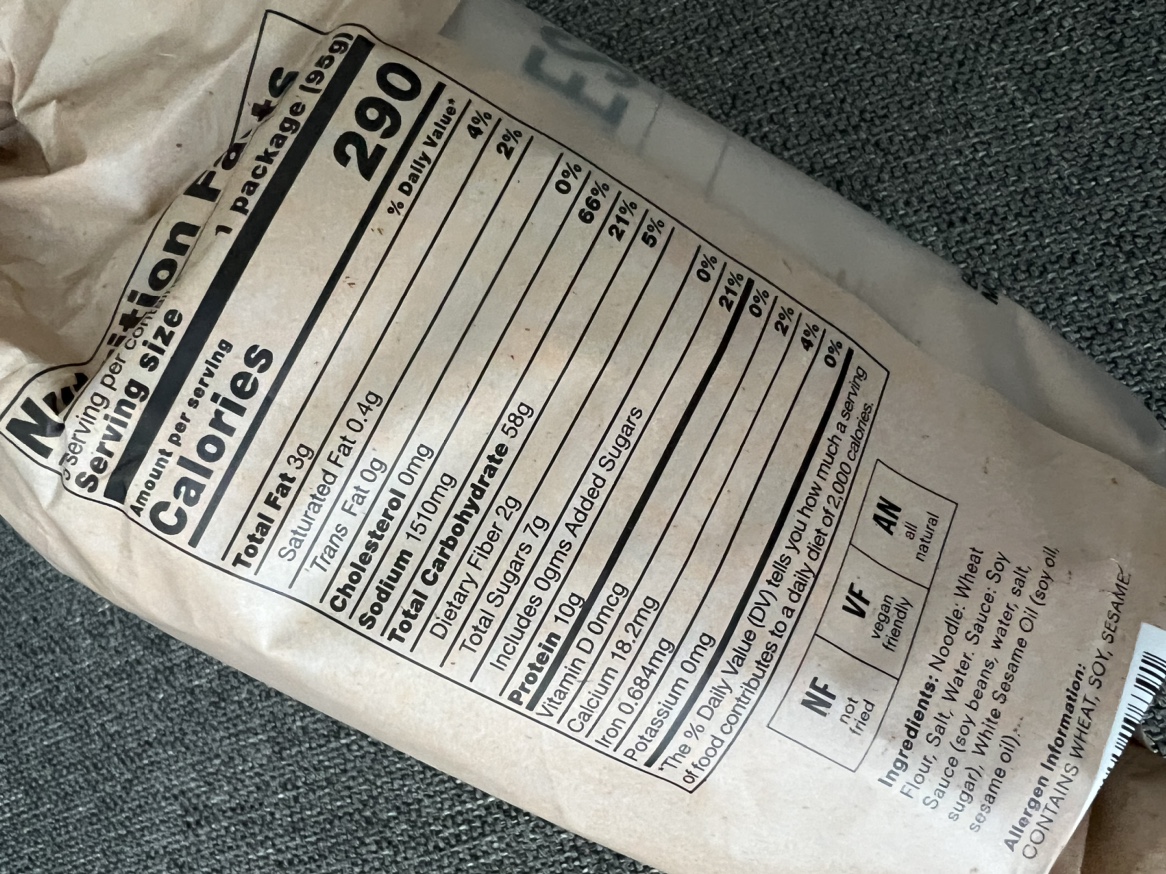 Nutrition Facts
serving per cont
Serving size 1 package (95g)
Amount per serving
Calories 290
% Daily Value*
Total Fat 3g 4%
Saturated Fat 0.4g 2%
Trans Fat 0g
Cholesterol 0mg 0%
Sodium 1510mg 66%
Total Carbohydrate 58g 21%
Dietary Fiber 2g 5%
Total Sugars 7g
Includes 0gms Added Sugars 0%
Protein 10g 21%
Vitamin D 0mcg 0%
Calcium 18.2mg 2%
Iron 0.684mg 4%
Potassium 0mg 0%
*The % Daily Value (DV) tells you how much a serving
of food contributes to a daily diet of 2,000 calories.
NF
not
fried
VF
vegan
friendly
AN
all
natural
Ingredients: Noodle: Wheat
Flour, Salt, Water. Sauce: Soy
Sauce (soy beans, water, salt,
sugar), White Sesame Oil (soy oil,
sesame oil).
Allergen Information:
CONTAINS WHEAT, SOY, SESAME.
ES